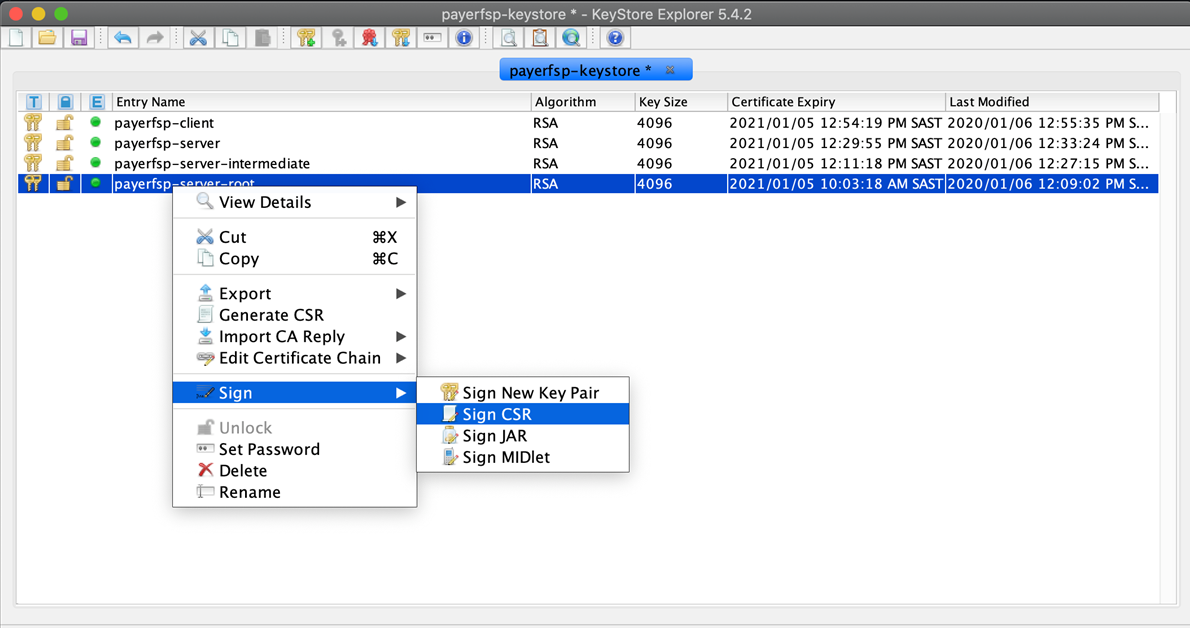 payerfsp-keystore * - KeyStore Explorer 5.4.2
payerfsp-keystore *
T E Entry Name Algorithm Key Size Certificate Expiry Last Modified
payerfsp-client RSA 4096 2021/01/05 12:54:19 PM SAST 2020/01/06 12:55:35 PM S...
payerfsp-server RSA 4096 2021/01/05 12:29:55 PM SAST 2020/01/06 12:33:24 PM S...
payerfsp-server-intermediate RSA 4096 2021/01/05 12:11:18 PM SAST 2020/01/06 12:27:15 PM S...
payerfsp-server-root RSA 4096 2021/01/05 10:03:18 AM SAST 2020/01/06 12:09:02 PM S...
View Details
Cut ⌘X
Copy ⌘C
Export
Generate CSR
Import CA Reply
Edit Certificate Chain
Sign
Sign New Key Pair
Sign CSR
Sign JAR
Sign MIDlet
Unlock
Set Password
Delete
Rename